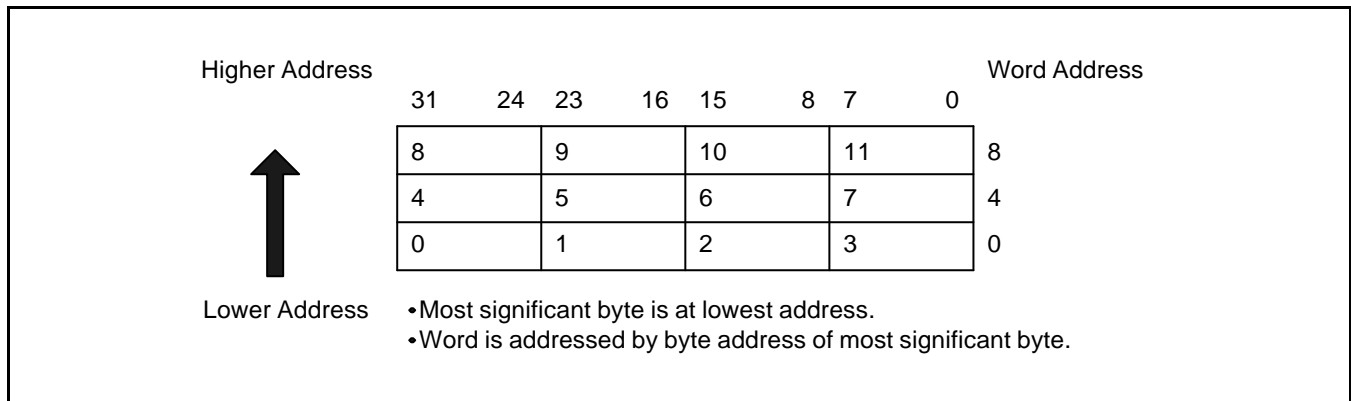 Higher Address Word Address
31 24 23 16 15 8 7 0
8 9 10 11 8
4 5 6 7 4
0 1 2 3 0
Lower Address •Most significant byte is at lowest address.
•Word is addressed by byte address of most significant byte.